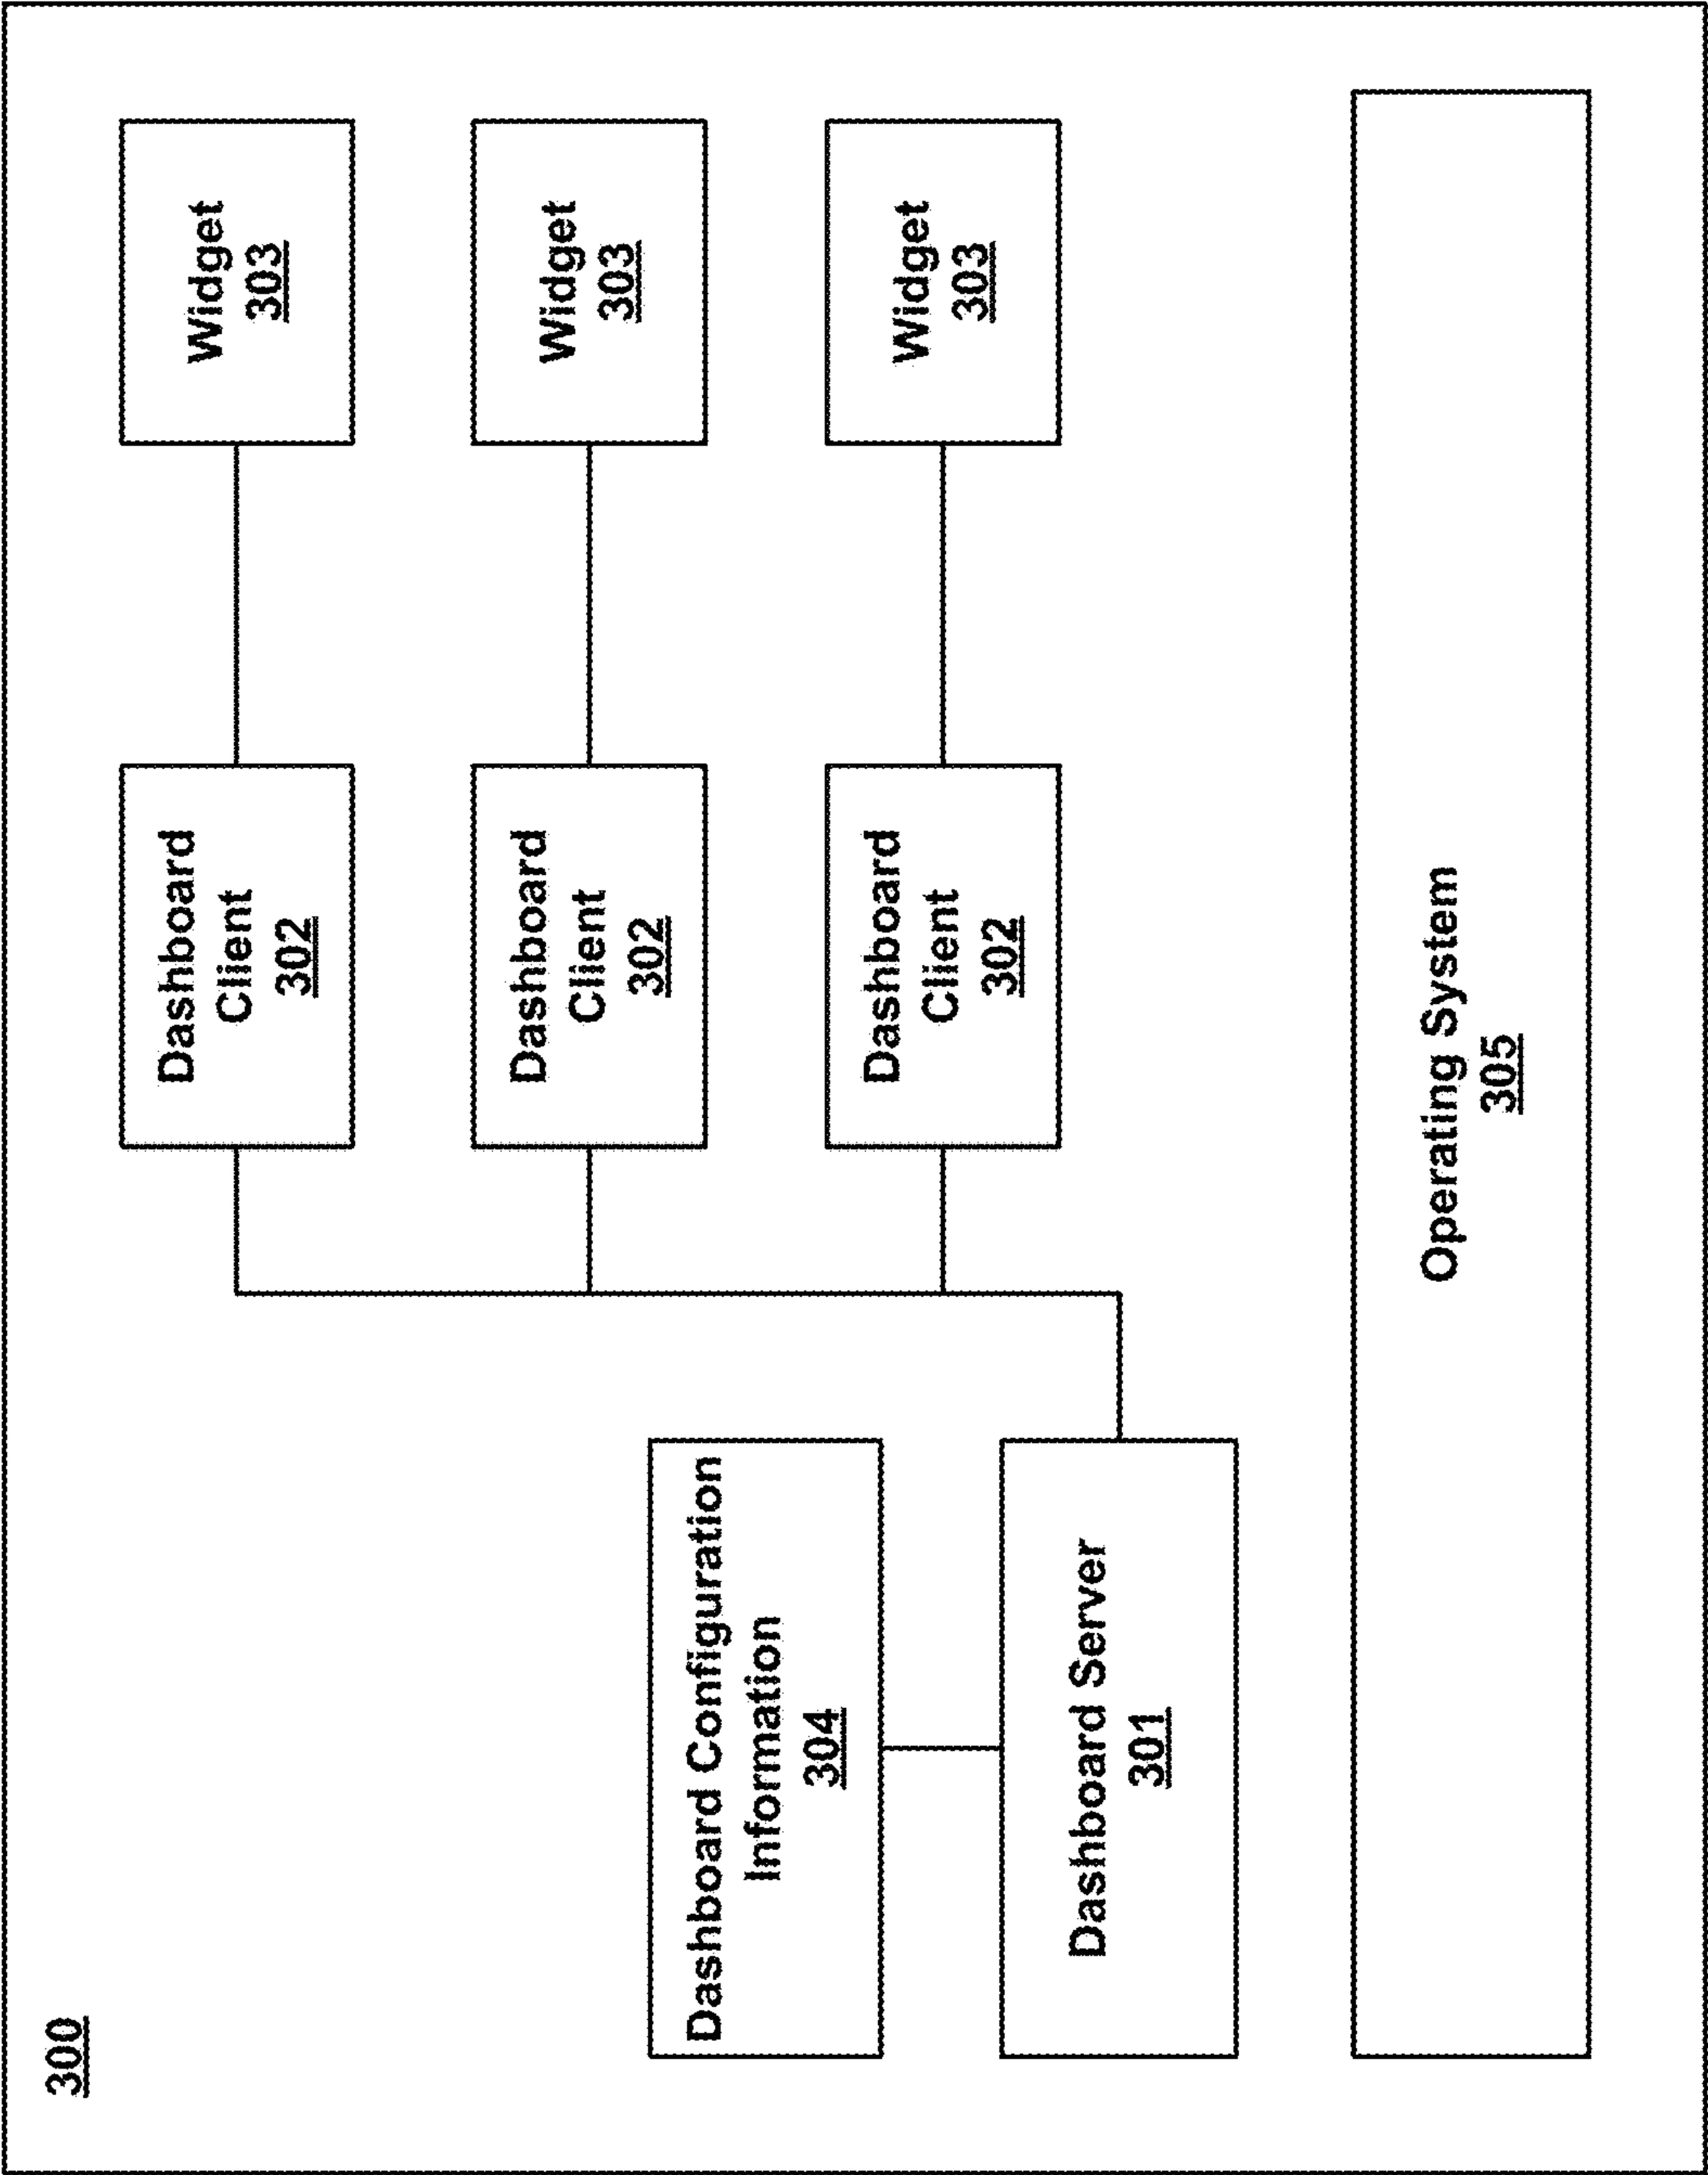 300
Dashboard
Client
302
Widget
303
Dashboard
Client
302
Widget
303
Dashboard Configuration
Information
304
Dashboard
Client
302
Widget
303
Dashboard Server
301
Operating System
305